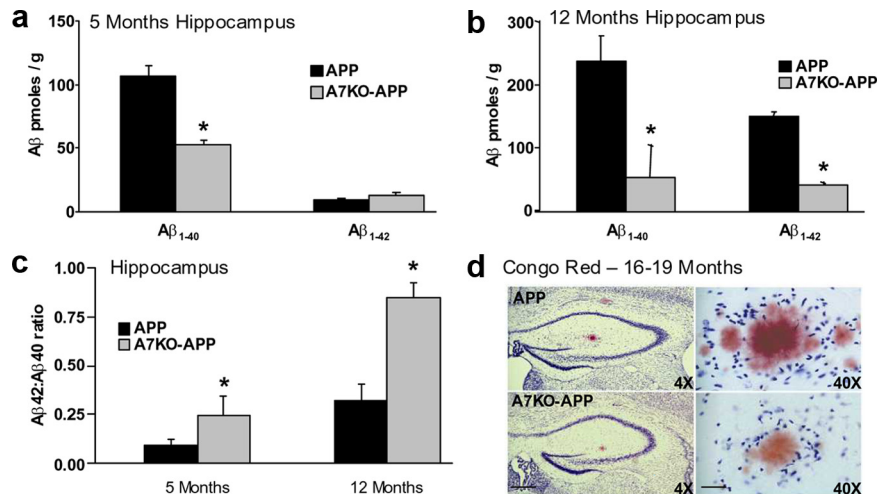 a
5 Months Hippocampus
150
100
50
0
Aβ pmoles / g
APP
A7KO-APP
*
Aβ1-40
Aβ1-42
b
12 Months Hippocampus
300
200
100
0
Aβ pmoles / g
APP
A7KO-APP
*
*
Aβ1-40
Aβ1-42
c
Hippocampus
1.00
0.75
0.50
0.25
0.00
Aβ42:Aβ40 ratio
APP
A7KO-APP
*
*
5 Months
12 Months
d
Congo Red – 16-19 Months
APP
4X
40X
A7KO-APP
4X
40X